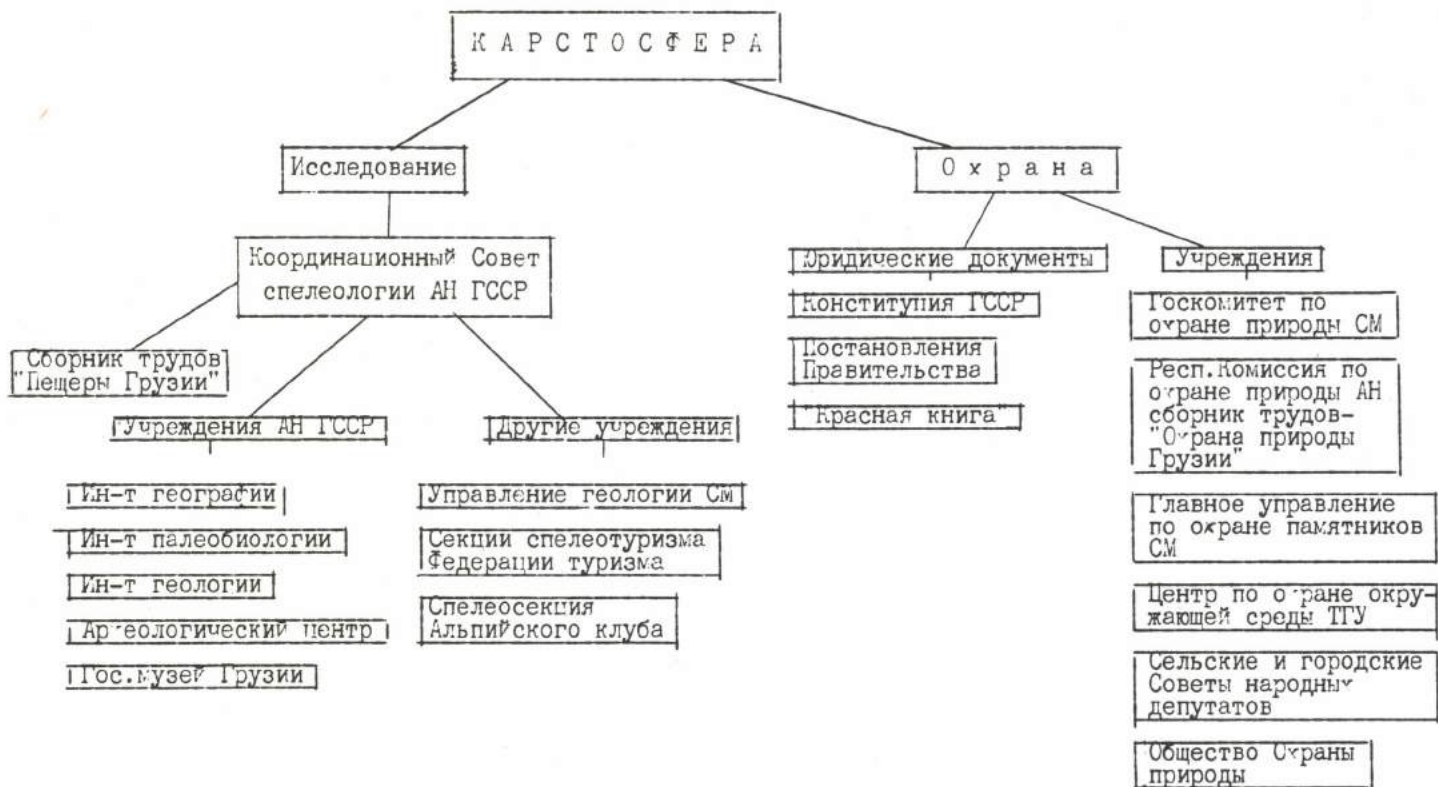 КАРСТОСФЕРА
Исследование
Координационный Совет
спелеологии АН ГССР
Сборник трудов
"Пещеры Грузии"
Учреждения АН ГССР
Ин-т географии
Ин-т палеобиологии
Ин-т геологии
Археологический центр
Гос.музей Грузии
Другие учреждения
Управление геологии СМ
Секции спелеотуризма
Федерации туризма
Спелеосекция
Альпийского клуба
Охрана
Юридические документы
Конституция ГССР
Постановления
Правительства
"Красная книга"
Учреждения
Госкомитет по
охране природы СМ
Респ.Комиссия по
охране природы АН
сборник трудов-
"Охрана природы
Грузии"
Главное управление
по охране памятников
СМ
Центр по охране окру-
жающей среды ТГУ
Сельские и городские
Советы народных
депутатов
Общество Охраны
природы